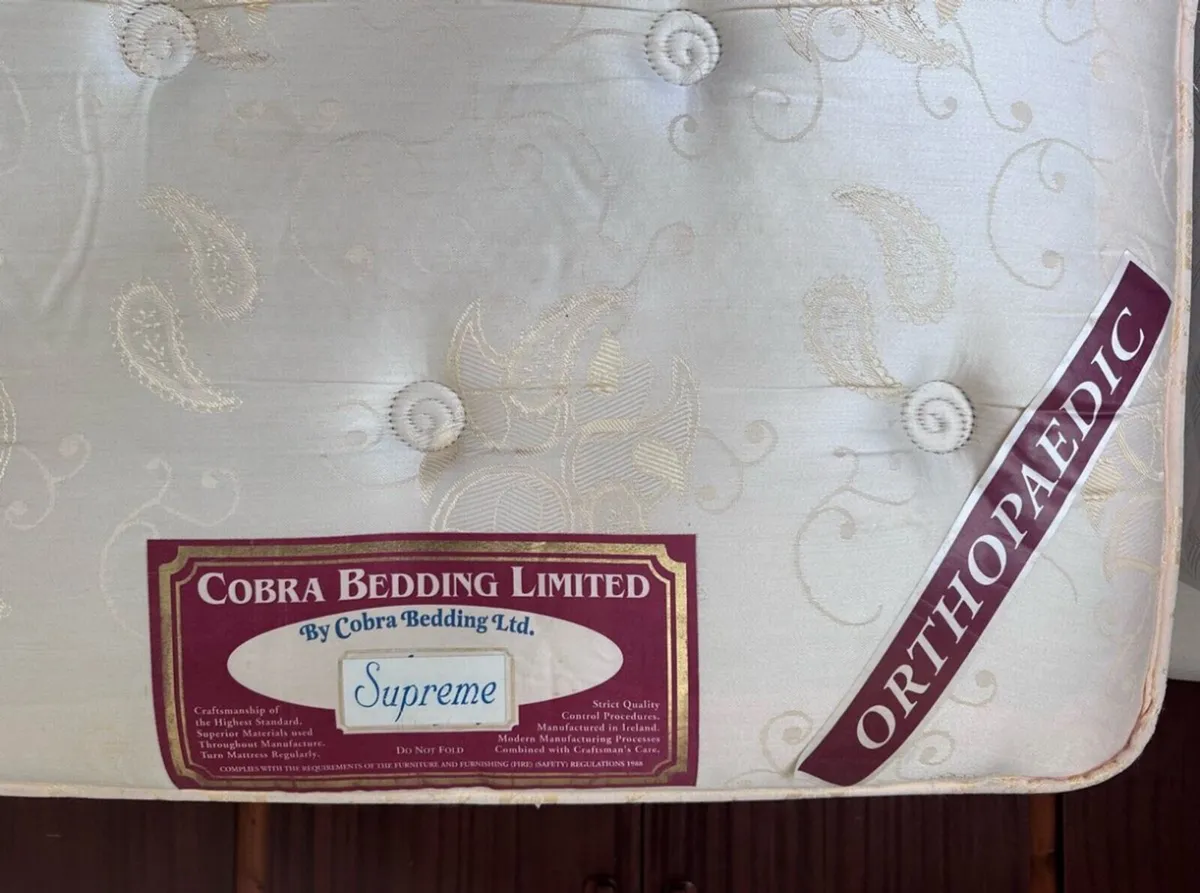 COBRA BEDDING LIMITED
By Cobra Bedding Ltd.
Supreme
Craftsmanship of
the Highest Standard.
Superior Materials used
Throughout Manufacture.
Turn Mattress Regularly.
DO NOT FOLD
Strict Quality
Control Procedures.
Manufactured in Ireland.
Modern Manufacturing Processes
Combined with Craftsman's Care.
COMPLIES WITH THE REQUIREMENTS OF THE FURNITURE AND FURNISHING (FIRE) (SAFETY) REGULATIONS 1988
ORTHOPAEDIC